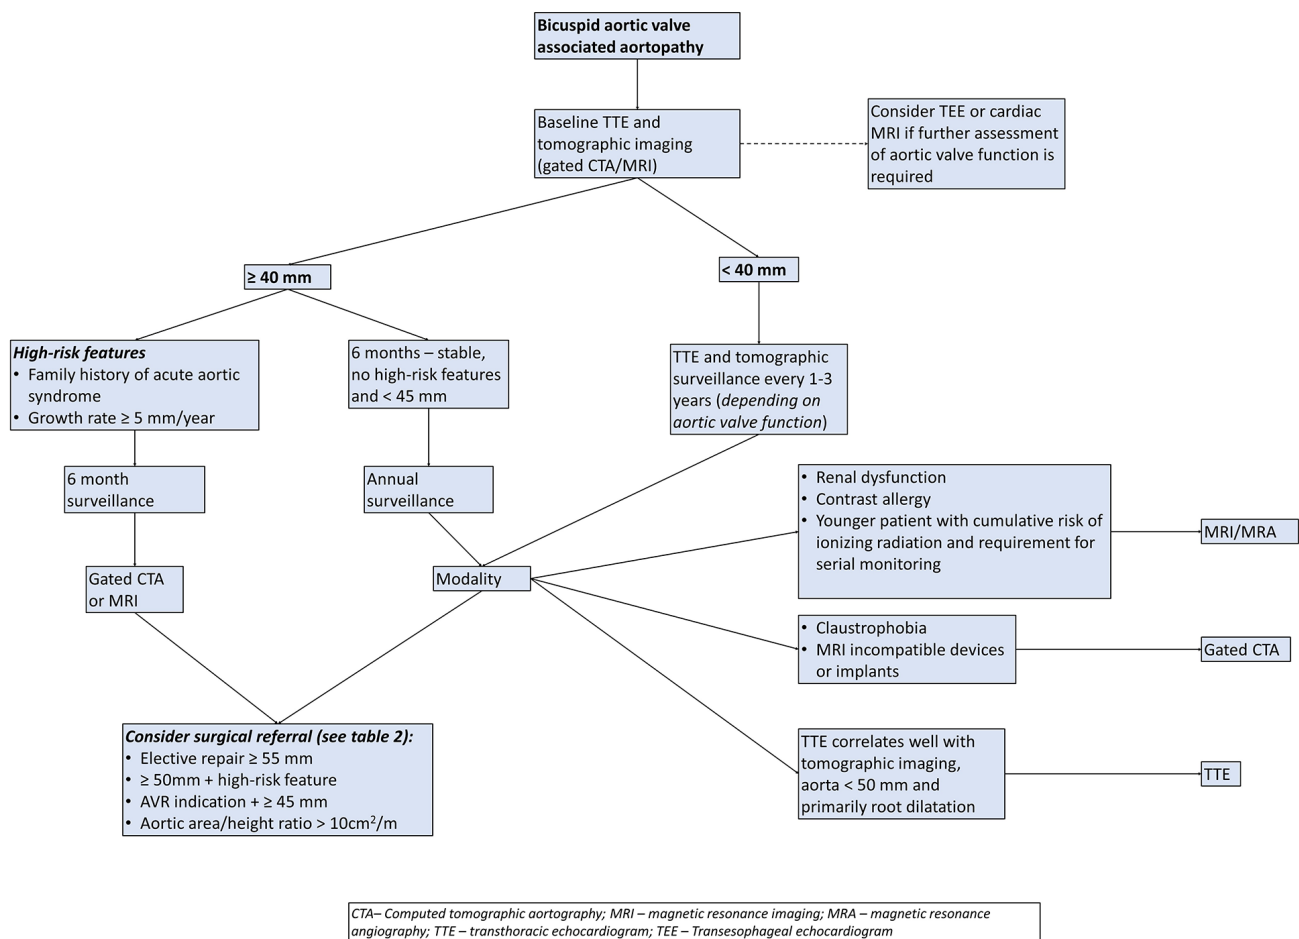 Bicuspid aortic valve
associated aortopathy
Baseline TTE and
tomographic imaging
(gated CTA/MRI)
Consider TEE or cardiac
MRI if further assessment
of aortic valve function is
required
≥ 40 mm
< 40 mm
High-risk features
• Family history of acute aortic
syndrome
• Growth rate ≥ 5 mm/year
6 months – stable,
no high-risk features
and < 45 mm
TTE and tomographic
surveillance every 1-3
years (depending on
aortic valve function)
6 month
surveillance
Annual
surveillance
• Renal dysfunction
• Contrast allergy
• Younger patient with cumulative risk of
ionizing radiation and requirement for
serial monitoring
MRI/MRA
Gated CTA
or MRI
Modality
• Claustrophobia
• MRI incompatible devices
or implants
Gated CTA
Consider surgical referral (see table 2):
• Elective repair ≥ 55 mm
• ≥ 50mm + high-risk feature
• AVR indication + ≥ 45 mm
• Aortic area/height ratio > 10cm²/m
TTE correlates well with
tomographic imaging,
aorta < 50 mm and
primarily root dilatation
TTE
CTA– Computed tomographic aortography; MRI – magnetic resonance imaging; MRA – magnetic resonance
angiography; TTE – transthoracic echocardiogram; TEE – Transesophageal echocardiogram